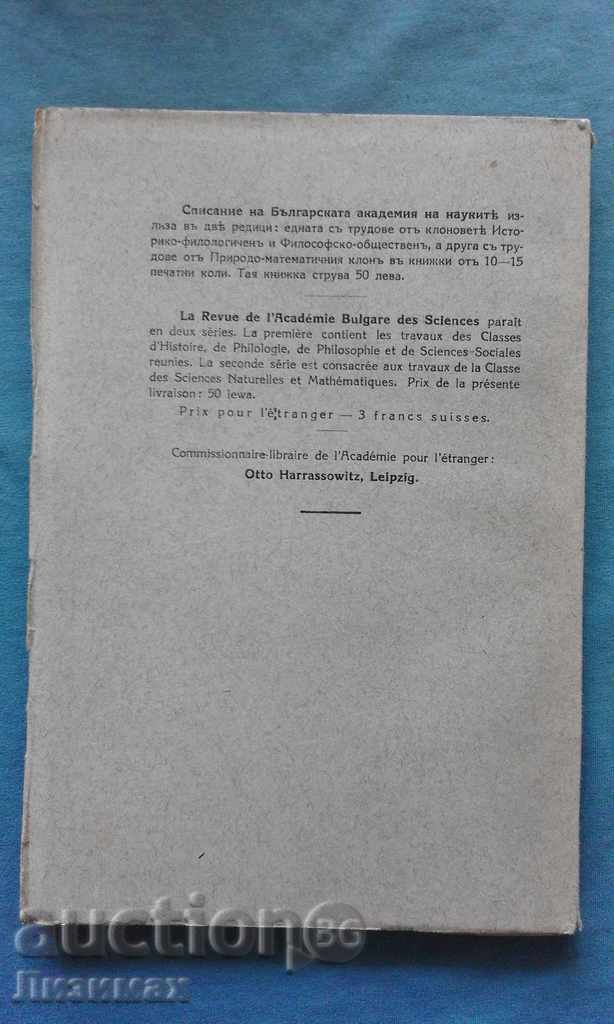 Списание на Българската академия на наукитѣ из-
лиза въ двѣ редици: едната съ трудове отъ клоноветѣ Исто-
рико-филологиченъ и Философско-общественъ, а друга съ тру-
дове отъ Природо-математичния клонъ въ книжки отъ 10—15
печатни коли. Тая книжка струва 50 лева.
La Revue de l'Académie Bulgare des Sciences paraît
en deux séries. La première contient les travaux des Classes
d'Histoire, de Philologie, de Philosophie et de Sciences-Sociales
reunies. La seconde série est consacrée aux travaux de la Classe
des Sciences Naturelles et Mathématiques. Prix de la présente
livraison: 50 lewa.
Prix pour l'étranger — 3 francs suisses.
Commissionnaire-libraire de l'Académie pour l'étranger:
Otto Harrassowitz, Leipzig.
auctionBG
Лизимах